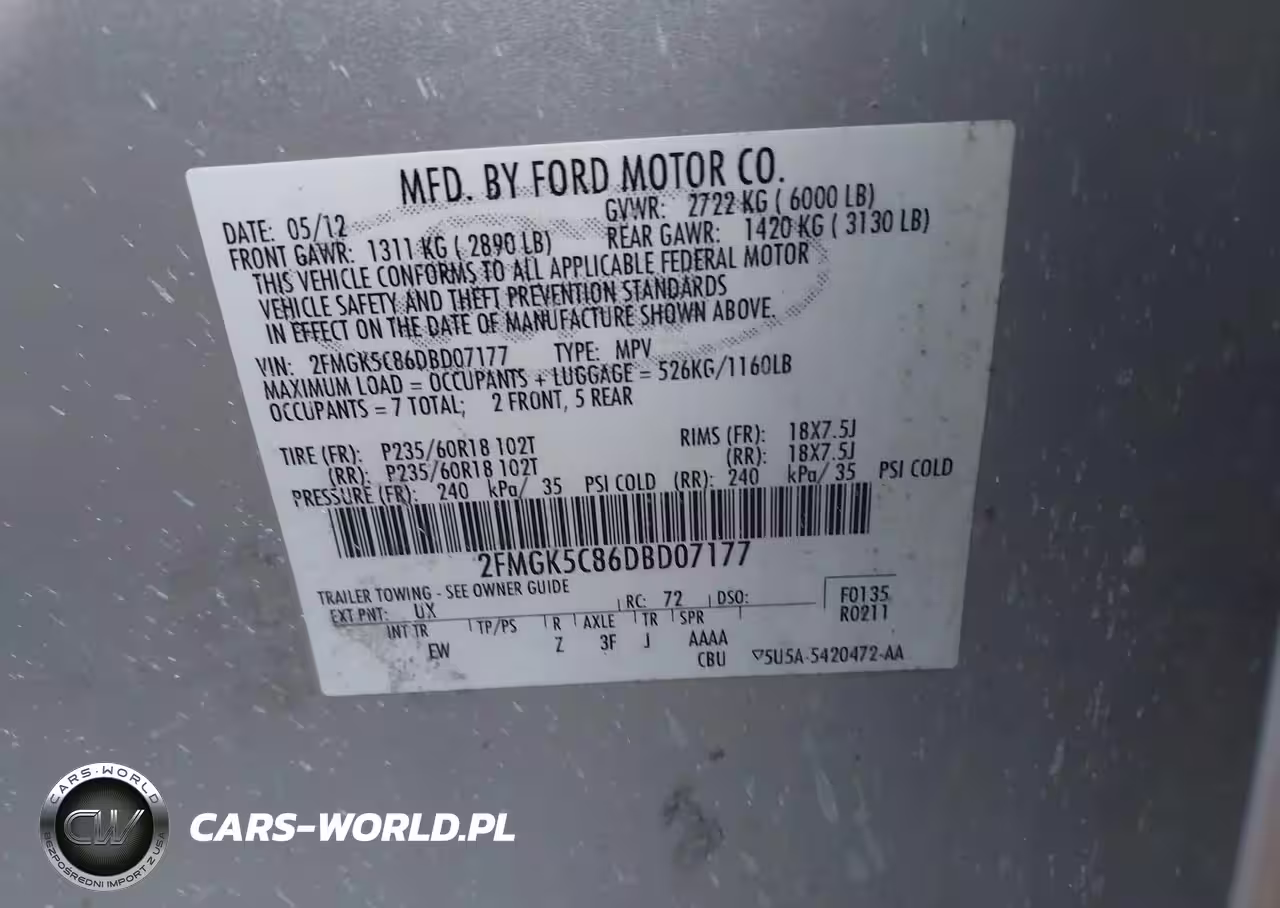 MFD. BY FORD MOTOR CO.
DATE: 05/12 GVWR: 2722 KG ( 6000 LB)
FRONT GAWR: 1311 KG ( 2890 LB) REAR GAWR: 1420 KG ( 3130 LB)
THIS VEHICLE CONFORMS TO ALL APPLICABLE FEDERAL MOTOR
VEHICLE SAFETY AND THEFT PREVENTION STANDARDS
IN EFFECT ON THE DATE OF MANUFACTURE SHOWN ABOVE.
VIN: 2FMGK5C86DBD07177 TYPE: MPV
MAXIMUM LOAD = OCCUPANTS + LUGGAGE = 526KG/1160LB
OCCUPANTS = 7 TOTAL; 2 FRONT, 5 REAR
TIRE (FR): P235/60R18 102T RIMS (FR): 18X7.5J
(RR): P235/60R18 102T (RR): 18X7.5J
PRESSURE (FR): 240 kPa/ 35 PSI COLD (RR): 240 kPa/ 35 PSI COLD
2FMGK5C86DBD07177
TRAILER TOWING - SEE OWNER GUIDE
EXT PNT: UX RC: 72 DSO: F0135
R0211
INT TR TP/PS R AXLE TR SPR
EW Z 3F J AAAA
CBU ▽5U5A-5420472-AA
CARS-WORLD
CW
BEZPOŚREDNI IMPORT Z USA
CARS-WORLD.PL